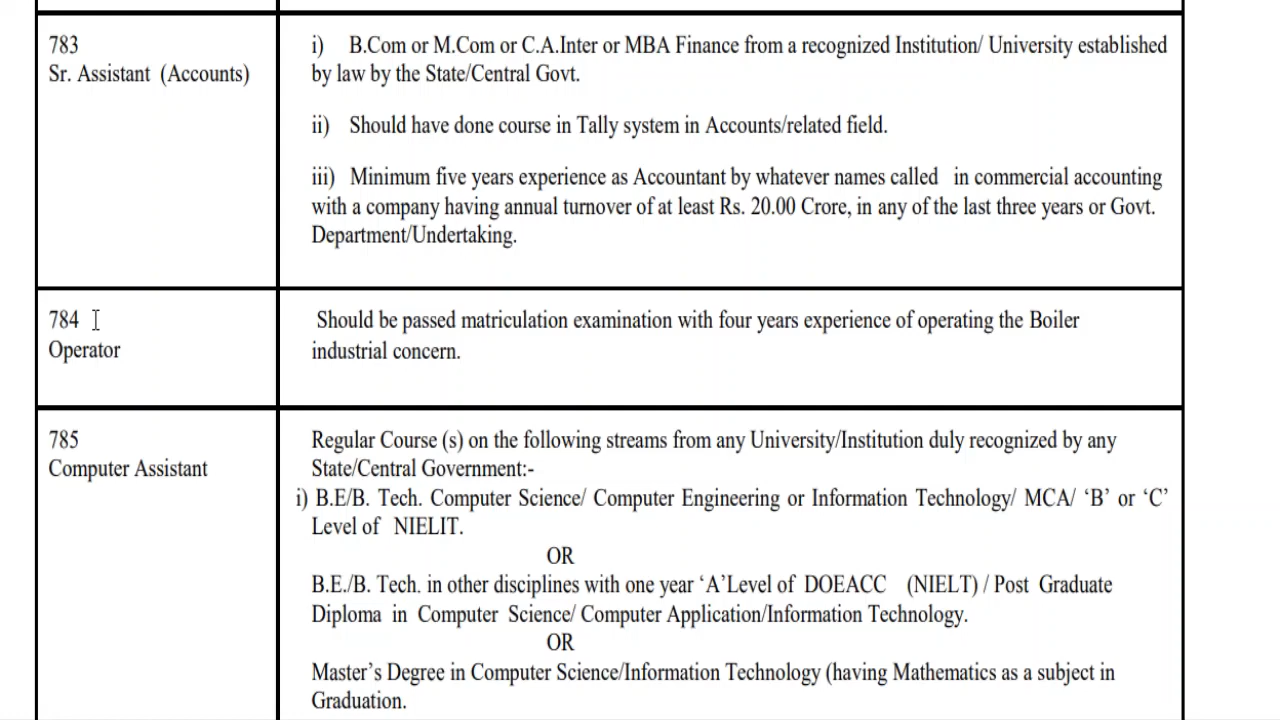 783
Sr. Assistant (Accounts)
i) B.Com or M.Com or C.A.Inter or MBA Finance from a recognized Institution/ University established
by law by the State/Central Govt.
ii) Should have done course in Tally system in Accounts/related field.
iii) Minimum five years experience as Accountant by whatever names called in commercial accounting
with a company having annual turnover of at least Rs. 20.00 Crore, in any of the last three years or Govt.
Department/Undertaking.
784
Operator
Should be passed matriculation examination with four years experience of operating the Boiler
industrial concern.
785
Computer Assistant
Regular Course (s) on the following streams from any University/Institution duly recognized by any
State/Central Government:-
i) B.E/B. Tech. Computer Science/ Computer Engineering or Information Technology/ MCA/ ‘B’ or ‘C’
Level of NIELIT.
OR
B.E./B. Tech. in other disciplines with one year ‘A’Level of DOEACC (NIELT) / Post Graduate
Diploma in Computer Science/ Computer Application/Information Technology.
OR
Master’s Degree in Computer Science/Information Technology (having Mathematics as a subject in
Graduation.